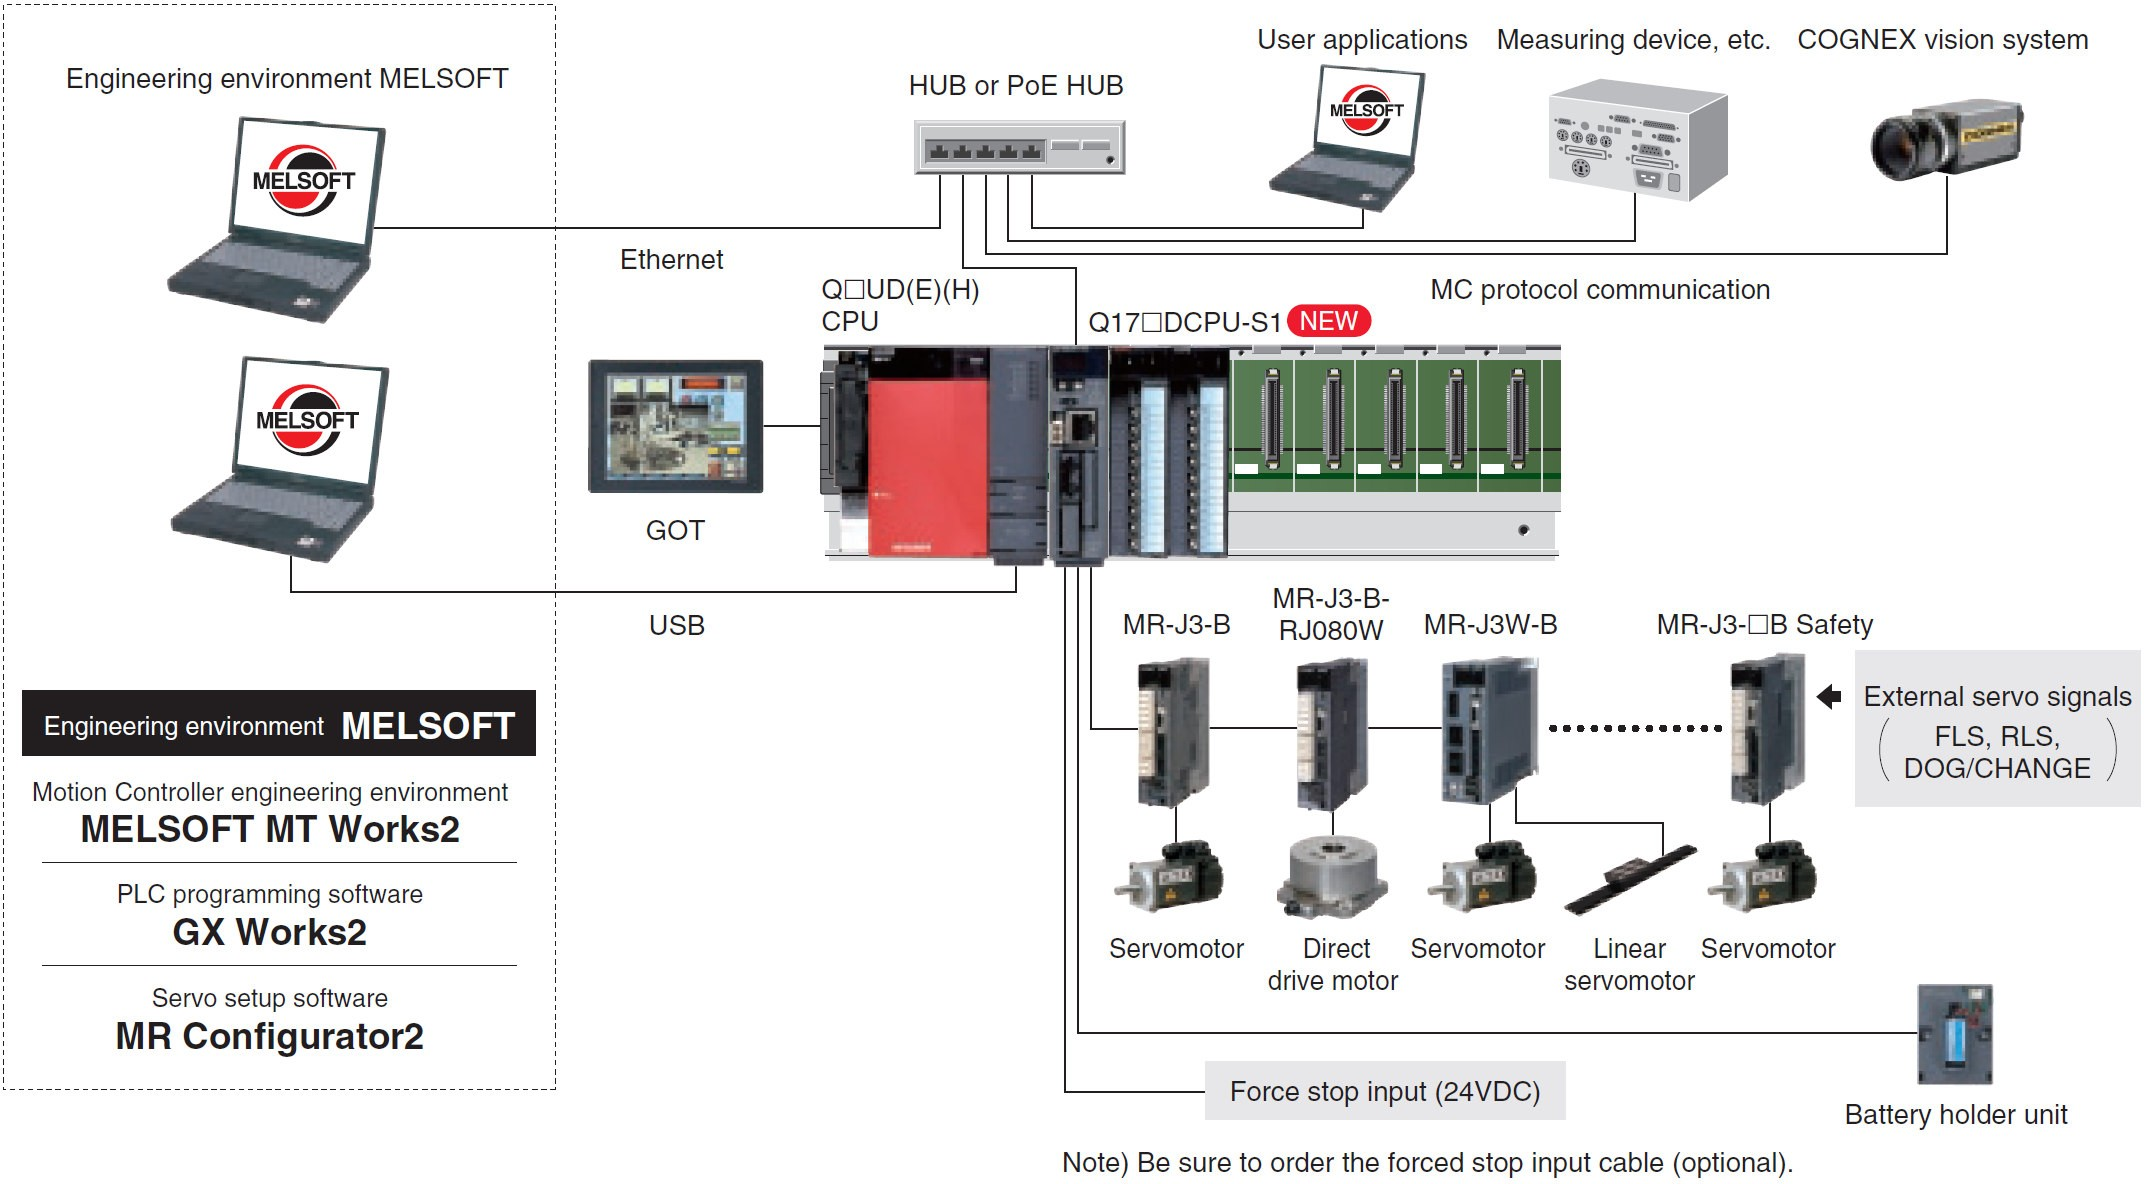 Engineering environment MELSOFT
MELSOFT
HUB or PoE HUB
User applications
MELSOFT
Measuring device, etc.
COGNEX vision system
Ethernet
MC protocol communication
Q□UD(E)(H)
CPU
Q17□DCPU-S1 NEW
MELSOFT
GOT
USB
MR-J3-B
MR-J3-B-
RJ080W
MR-J3W-B
MR-J3-□B Safety
External servo signals
( FLS, RLS,
DOG/CHANGE )
Servomotor
Direct
drive motor
Servomotor
Linear
servomotor
Servomotor
Engineering environment MELSOFT
Motion Controller engineering environment
MELSOFT MT Works2
PLC programming software
GX Works2
Servo setup software
MR Configurator2
Force stop input (24VDC)
Battery holder unit
Note) Be sure to order the forced stop input cable (optional).